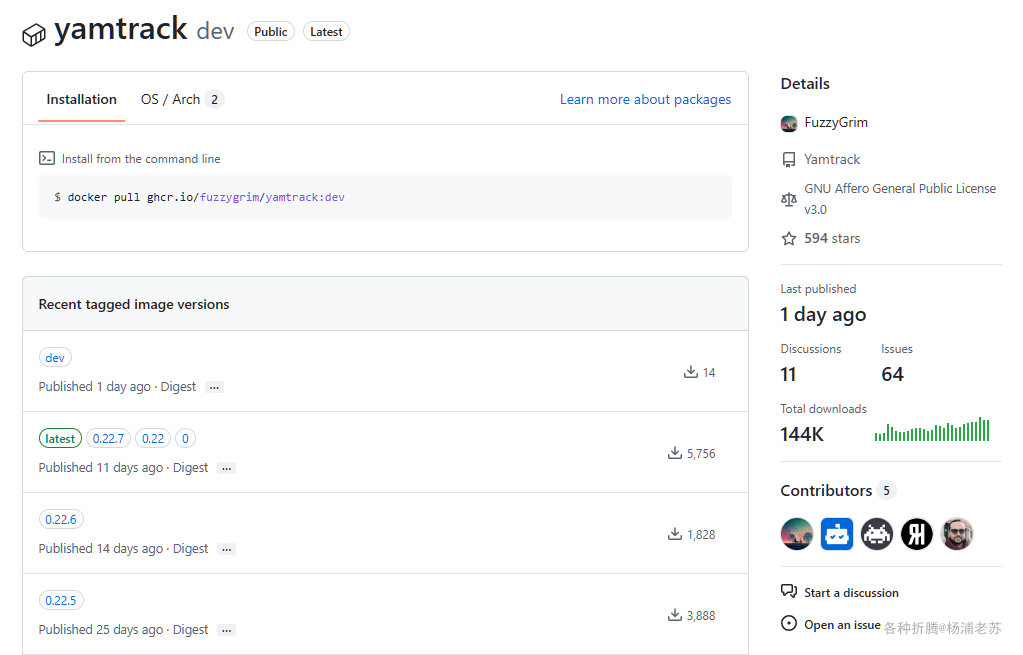 yamtrack dev Public Latest
Installation OS / Arch 2 Learn more about packages
Install from the command line
$ docker pull ghcr.io/fuzzygrim/yamtrack:dev
Recent tagged image versions
dev
Published 1 day ago · Digest ...
14
latest 0.22.7 0.22 0
Published 11 days ago · Digest ...
5,756
0.22.6
Published 14 days ago · Digest ...
1,828
0.22.5
Published 25 days ago · Digest ...
3,888
Details
FuzzyGrim
Yamtrack
GNU Affero General Public License
v3.0
594 stars
Last published
1 day ago
Discussions Issues
11 64
Total downloads
144K
Contributors 5
ЯH
Start a discussion
Open an issue
各种折腾@杨浦老苏